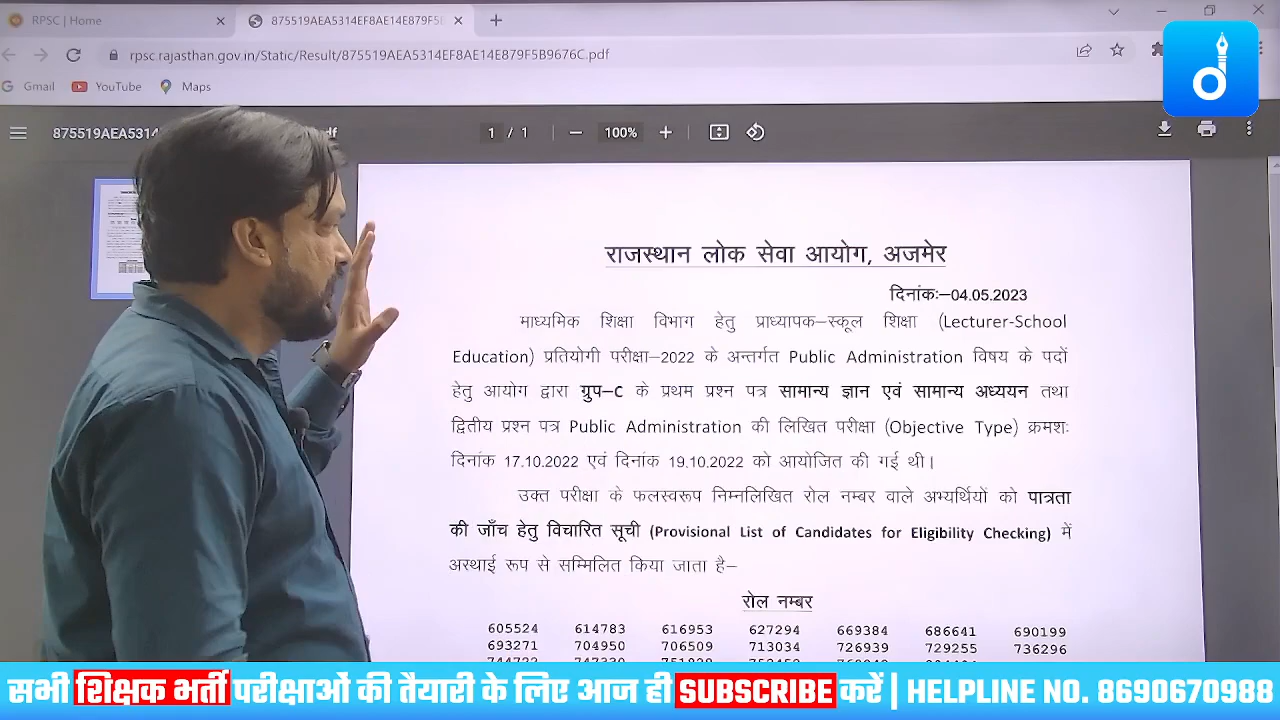 RPSC | Home
875519AEA5314EF8AE14E879F5B
rpsc.rajasthan.gov.in/Static/Result/875519AEA5314EF8AE14E879F5B9676C.pdf
Gmail YouTube Maps
875519AEA5314 df 1 / 1 100%
राजस्थान लोक सेवा आयोग, अजमेर
दिनांकः–04.05.2023
माध्यमिक शिक्षा विभाग हेतु प्राध्यापक–स्कूल शिक्षा (Lecturer-School
Education) प्रतियोगी परीक्षा–2022 के अन्तर्गत Public Administration विषय के पदों
हेतु आयोग द्वारा ग्रुप–C के प्रथम प्रश्न पत्र सामान्य ज्ञान एवं सामान्य अध्ययन तथा
द्वितीय प्रश्न पत्र Public Administration की लिखित परीक्षा (Objective Type) क्रमशः
दिनांक 17.10.2022 एवं दिनांक 19.10.2022 को आयोजित की गई थी।
उक्त परीक्षा के फलस्वरूप निम्नलिखित रोल नम्बर वाले अभ्यर्थियों को पात्रता
की जाँच हेतु विचारित सूची (Provisional List of Candidates for Eligibility Checking) में
अस्थाई रूप से सम्मिलित किया जाता है–
रोल नम्बर
605524 614783 616953 627294 669384 686641 690199
693271 704950 706509 713034 726939 729255 736296
सभी शिक्षक भर्ती परीक्षाओं की तैयारी के लिए आज ही SUBSCRIBE करें | HELPLINE NO. 8690670988